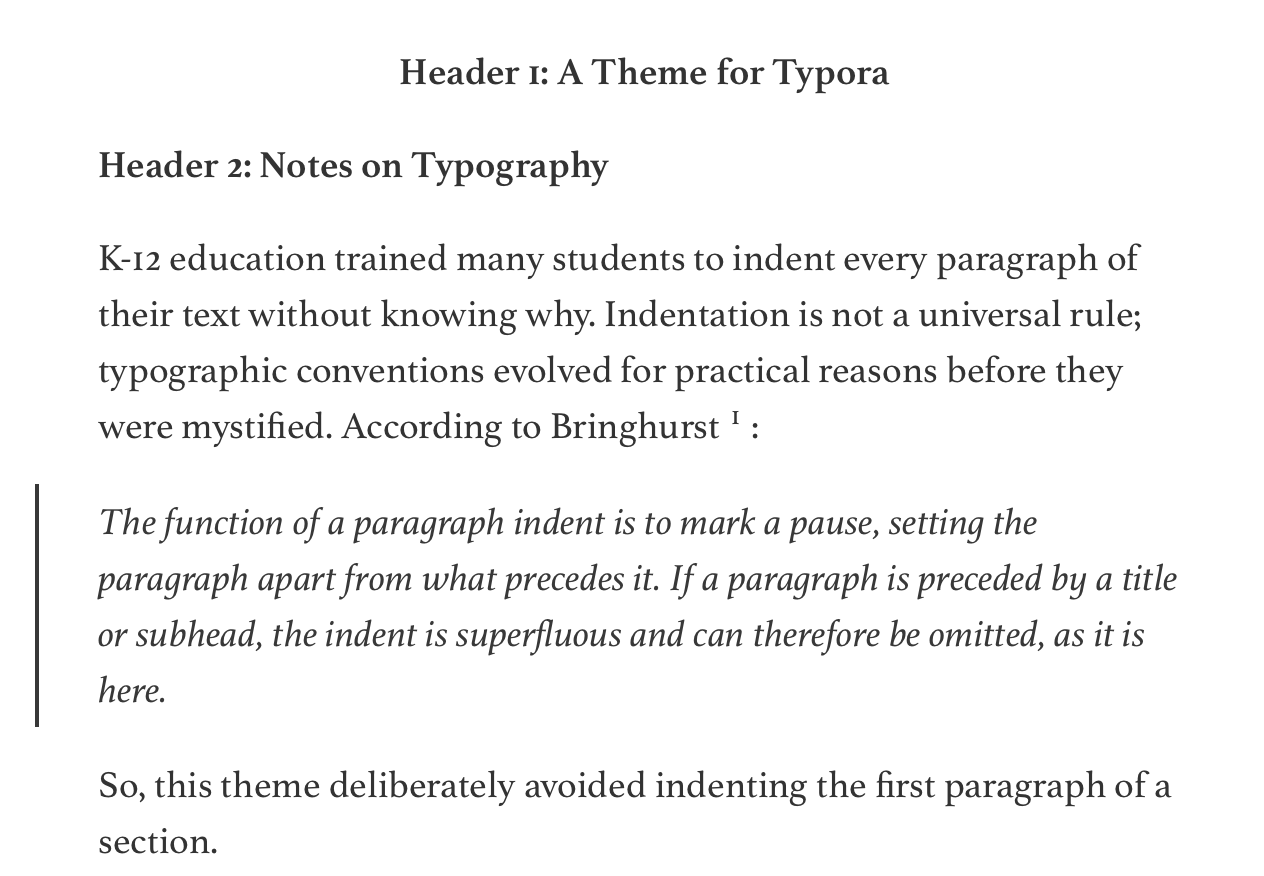 Header 1: A Theme for Typora
Header 2: Notes on Typography
K-12 education trained many students to indent every paragraph of
their text without knowing why. Indentation is not a universal rule;
typographic conventions evolved for practical reasons before they
were mystified. According to Bringhurst ¹ :
The function of a paragraph indent is to mark a pause, setting the
paragraph apart from what precedes it. If a paragraph is preceded by a title
or subhead, the indent is superfluous and can therefore be omitted, as it is
here.
So, this theme deliberately avoided indenting the first paragraph of a
section.